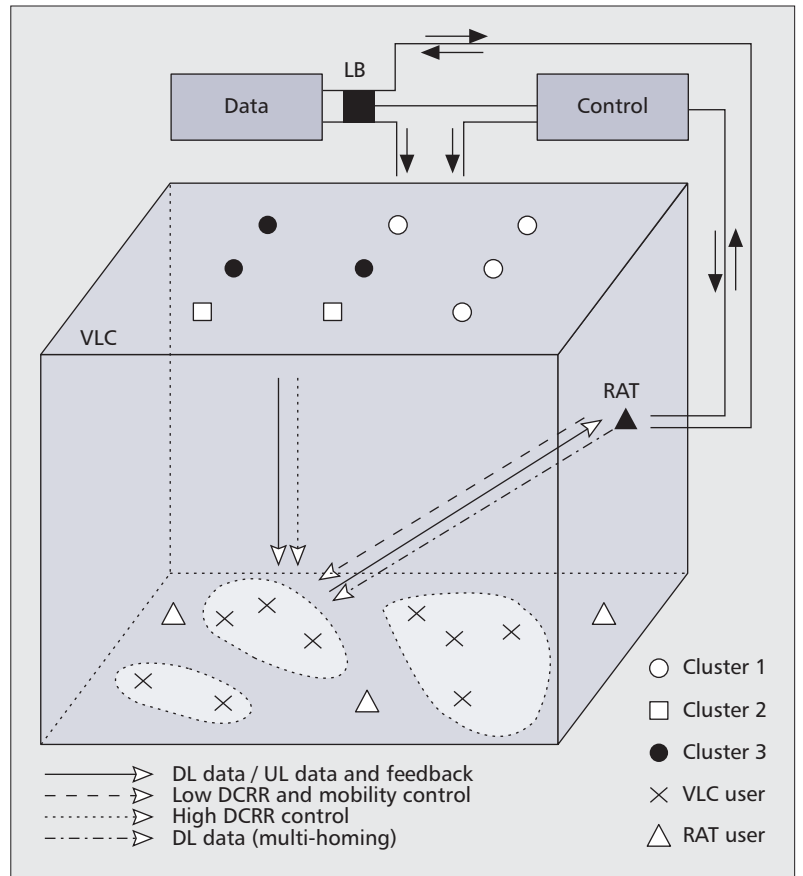 LB
Data
Control
VLC
RAT
Cluster 1
Cluster 2
Cluster 3
VLC user
RAT user
DL data / UL data and feedback
Low DCRR and mobility control
High DCRR control
DL data (multi-homing)